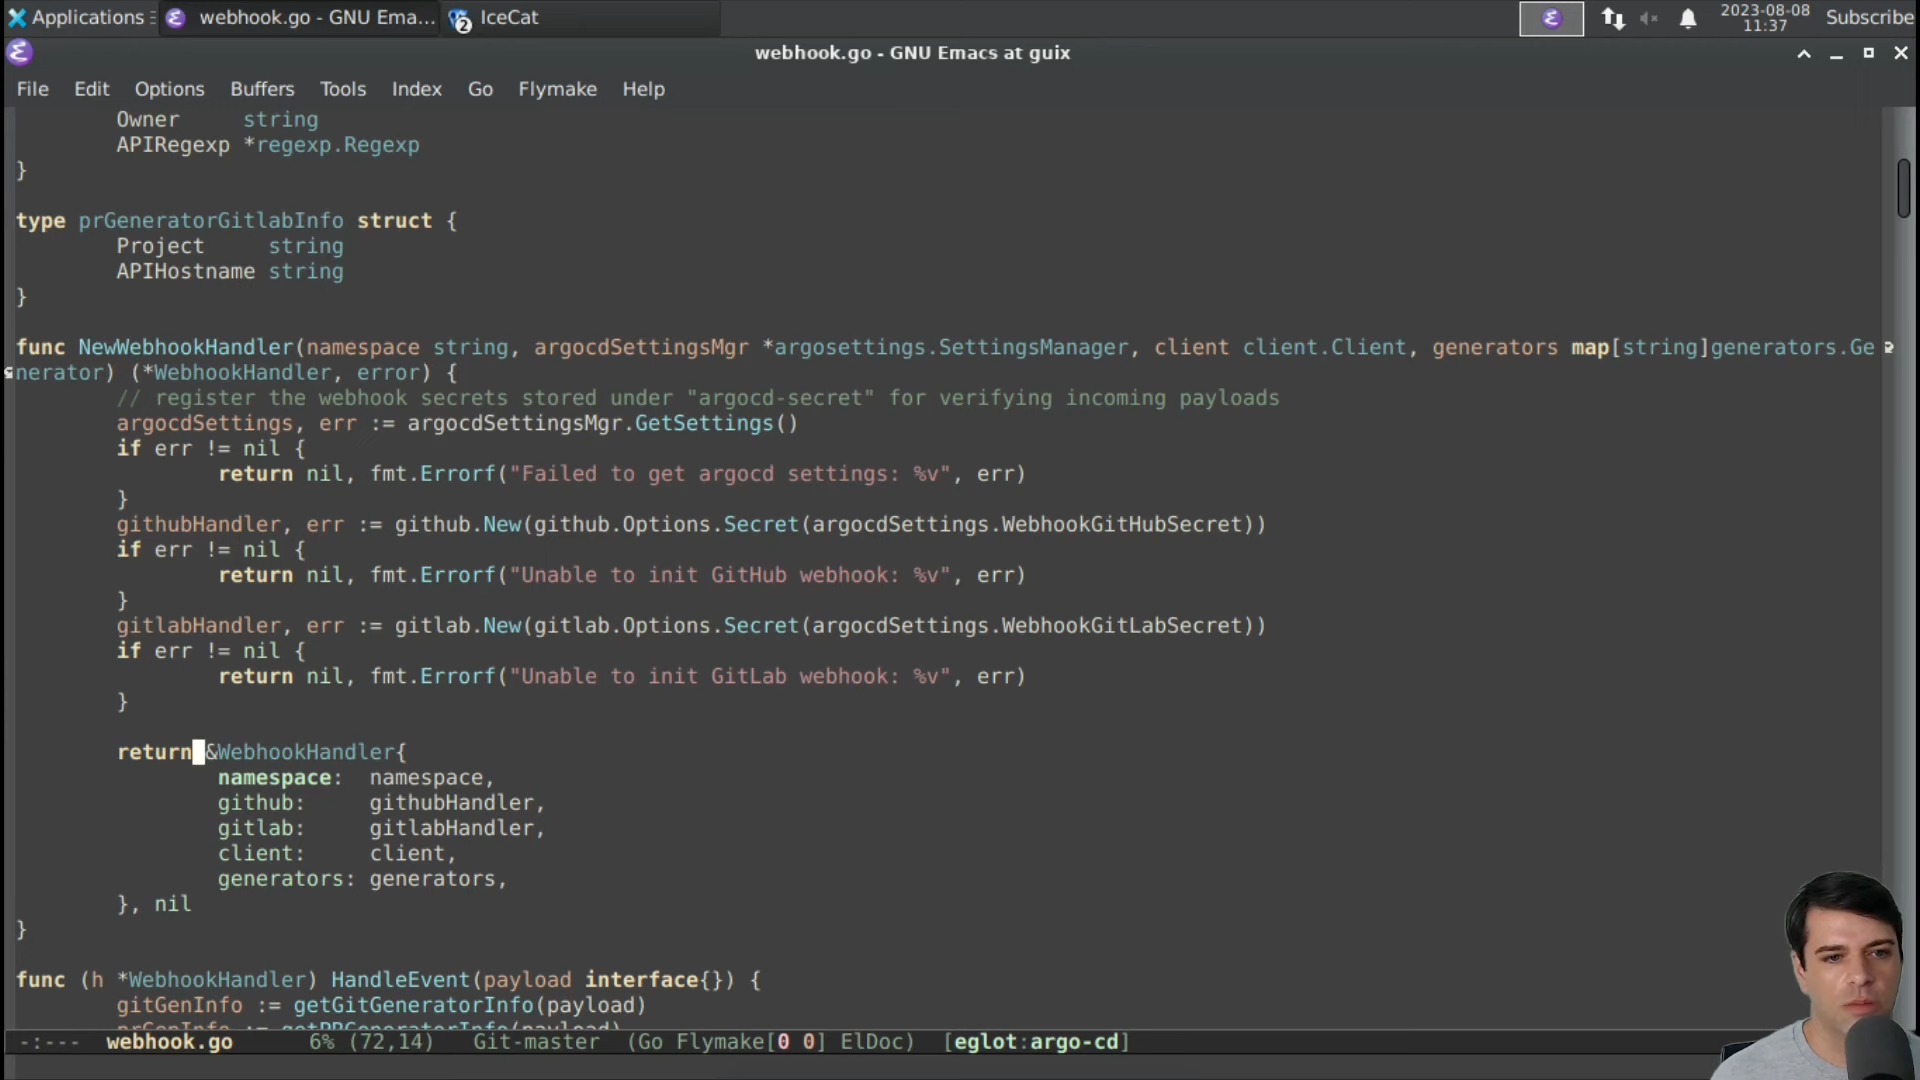 Applications webhook.go - GNU Ema... 2 IceCat 2023-08-08 11:37 Subscribe
webhook.go - GNU Emacs at guix
File Edit Options Buffers Tools Index Go Flymake Help
Owner string
APIRegexp *regexp.Regexp
}
type prGeneratorGitlabInfo struct {
Project string
APIHostname string
}
func NewWebhookHandler(namespace string, argocdSettingsMgr *argosettings.SettingsManager, client client.Client, generators map[string]generators.Ge
nerator) (*WebhookHandler, error) {
// register the webhook secrets stored under "argocd-secret" for verifying incoming payloads
argocdSettings, err := argocdSettingsMgr.GetSettings()
if err != nil {
return nil, fmt.Errorf("Failed to get argocd settings: %v", err)
}
githubHandler, err := github.New(github.Options.Secret(argocdSettings.WebhookGitHubSecret))
if err != nil {
return nil, fmt.Errorf("Unable to init GitHub webhook: %v", err)
}
gitlabHandler, err := gitlab.New(gitlab.Options.Secret(argocdSettings.WebhookGitLabSecret))
if err != nil {
return nil, fmt.Errorf("Unable to init GitLab webhook: %v", err)
}
return &WebhookHandler{
namespace: namespace,
github: githubHandler,
gitlab: gitlabHandler,
client: client,
generators: generators,
}, nil
}
func (h *WebhookHandler) HandleEvent(payload interface{}) {
gitGenInfo := getGitGeneratorInfo(payload)
prGenInfo := getPRGeneratorInfo(payload)
-:--- webhook.go 6% (72,14) Git-master (Go Flymake[0 0] ElDoc) [eglot:argo-cd]